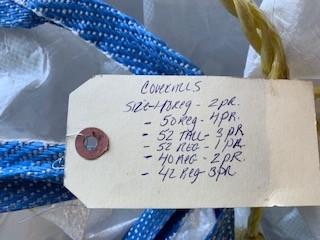 Coveralls
Size - 40 Reg - 2 PR.
- 50 Reg - 4 PR.
- 52 TALL - 3 PR
- 52 REG - 1 PR
- 40 REG - 2 PR.
- 42 Reg - 3 PR